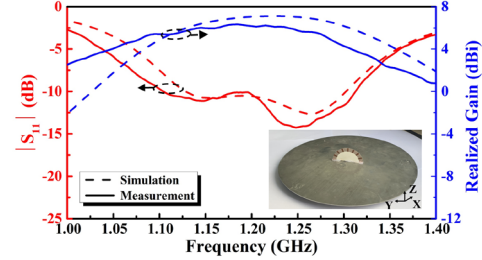 0
-5
-10
-15
-20
-25
|S11| (dB)
8
4
0
-4
-8
-12
Realized Gain (dBi)
Simulation
Measurement
Z
Y
X
1.00 1.05 1.10 1.15 1.20 1.25 1.30 1.35 1.40
Frequency (GHz)